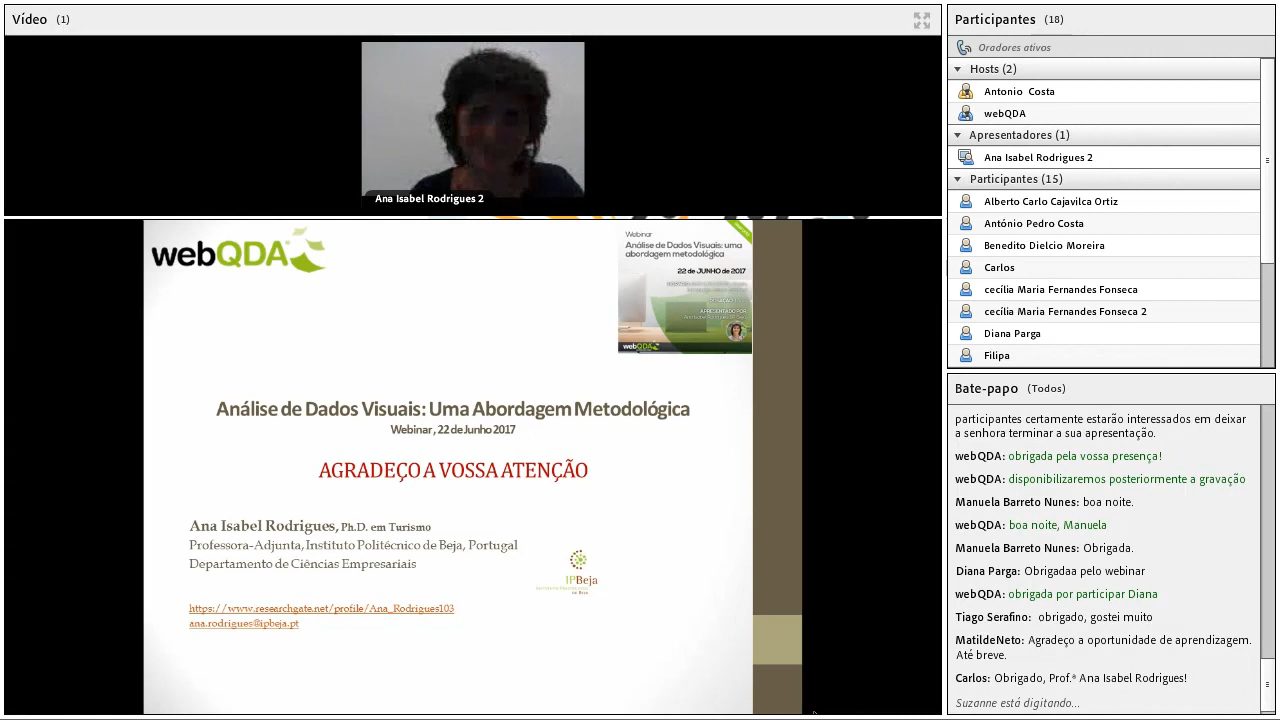 Vídeo (1)
Ana Isabel Rodrigues 2
webQDA
Webinar
Análise de Dados Visuais: uma
abordagem metodológica
22 de JUNHO de 2017
APRESENTADO POR
webQDA
Análise de Dados Visuais: Uma Abordagem Metodológica
Webinar , 22 de Junho 2017
AGRADEÇO A VOSSA ATENÇÃO
Ana Isabel Rodrigues, Ph.D. em Turismo
Professora-Adjunta, Instituto Politécnico de Beja, Portugal
Departamento de Ciências Empresariais
IPBeja
https://www.researchgate.net/profile/Ana_Rodrigues103
ana.rodrigues@ipbeja.pt
Participantes (18)
Oradores ativos
Hosts (2)
Antonio Costa
webQDA
Apresentadores (1)
Ana Isabel Rodrigues 2
Participantes (15)
Alberto Carlo Cajavilca Ortiz
António Pedro Costa
Benedito Dielcio Moreira
Carlos
cecília Maria Fernandes Fonseca
cecília Maria Fernandes Fonseca 2
Diana Parga
Filipa
Bate-papo (Todos)
participantes certamente estarão interessados em deixar
a senhora terminar a sua apresentação.
webQDA: obrigada pela vossa presença!
webQDA: disponibilizaremos posteriormente a gravação
Manuela Barreto Nunes: boa noite.
webQDA: boa noite, Manuela
Manuela Barreto Nunes: Obrigada.
Diana Parga: Obrigadas pelo webinar
webQDA: obrigada por participar Diana
Tiago Serafino: obrigado, gostei muito
MatildeNeto: Agradeço a oportunidade de aprendizagem.
Até breve.
Carlos: Obrigado, Prof.ª Ana Isabel Rodrigues!
Suzanne está digitando...